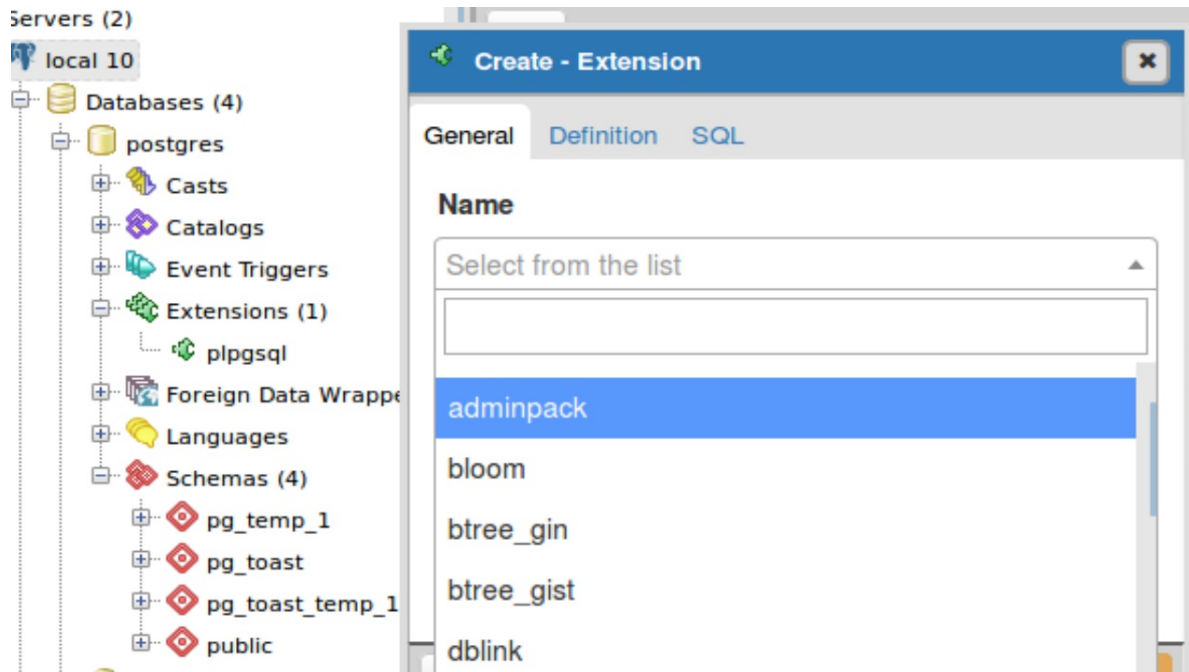 Servers (2)
local 10
Databases (4)
postgres
Casts
Catalogs
Event Triggers
Extensions (1)
plpgsql
Foreign Data Wrappe
Languages
Schemas (4)
pg_temp_1
pg_toast
pg_toast_temp_1
public
Create - Extension
General Definition SQL
Name
Select from the list
adminpack
bloom
btree_gin
btree_gist
dblink